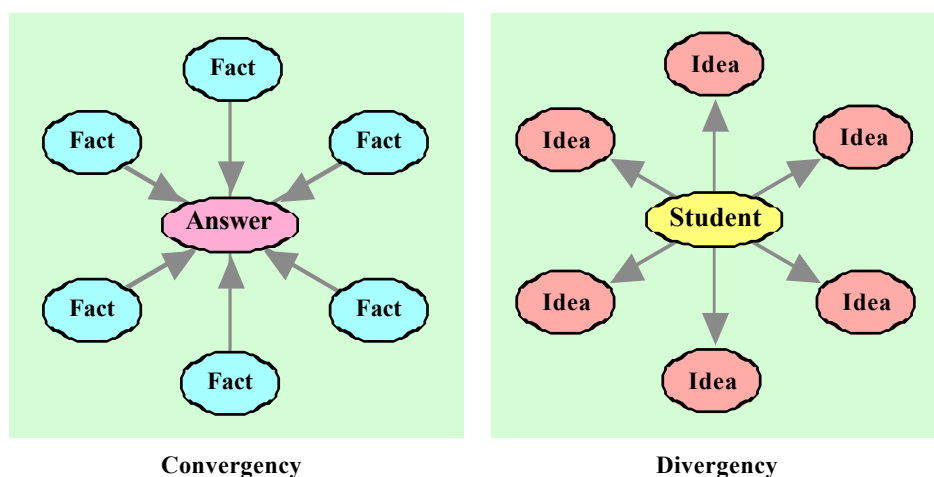 Fact
Fact
Fact
Answer
Fact
Fact
Fact
Convergency
Idea
Idea
Idea
Student
Idea
Idea
Idea
Divergency